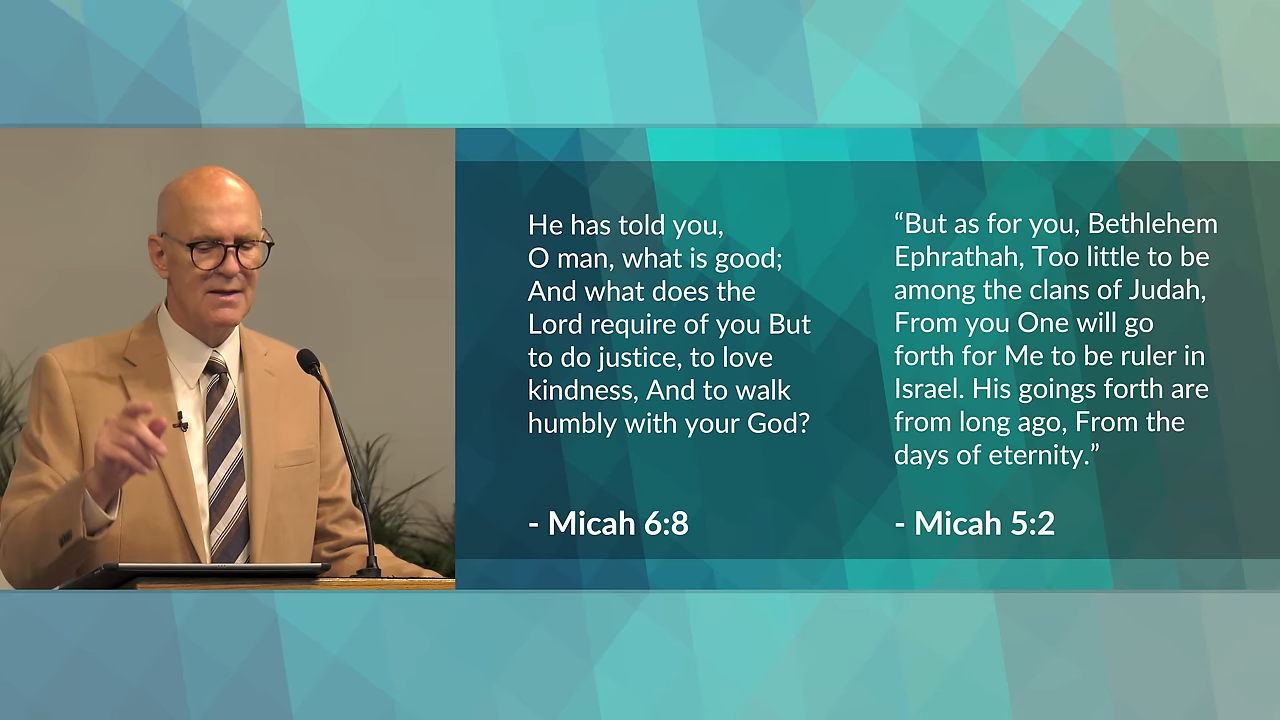 He has told you,
O man, what is good;
And what does the
Lord require of you But
to do justice, to love
kindness, And to walk
humbly with your God?
- Micah 6:8
“But as for you, Bethlehem
Ephrathah, Too little to be
among the clans of Judah,
From you One will go
forth for Me to be ruler in
Israel. His goings forth are
from long ago, From the
days of eternity.”
- Micah 5:2